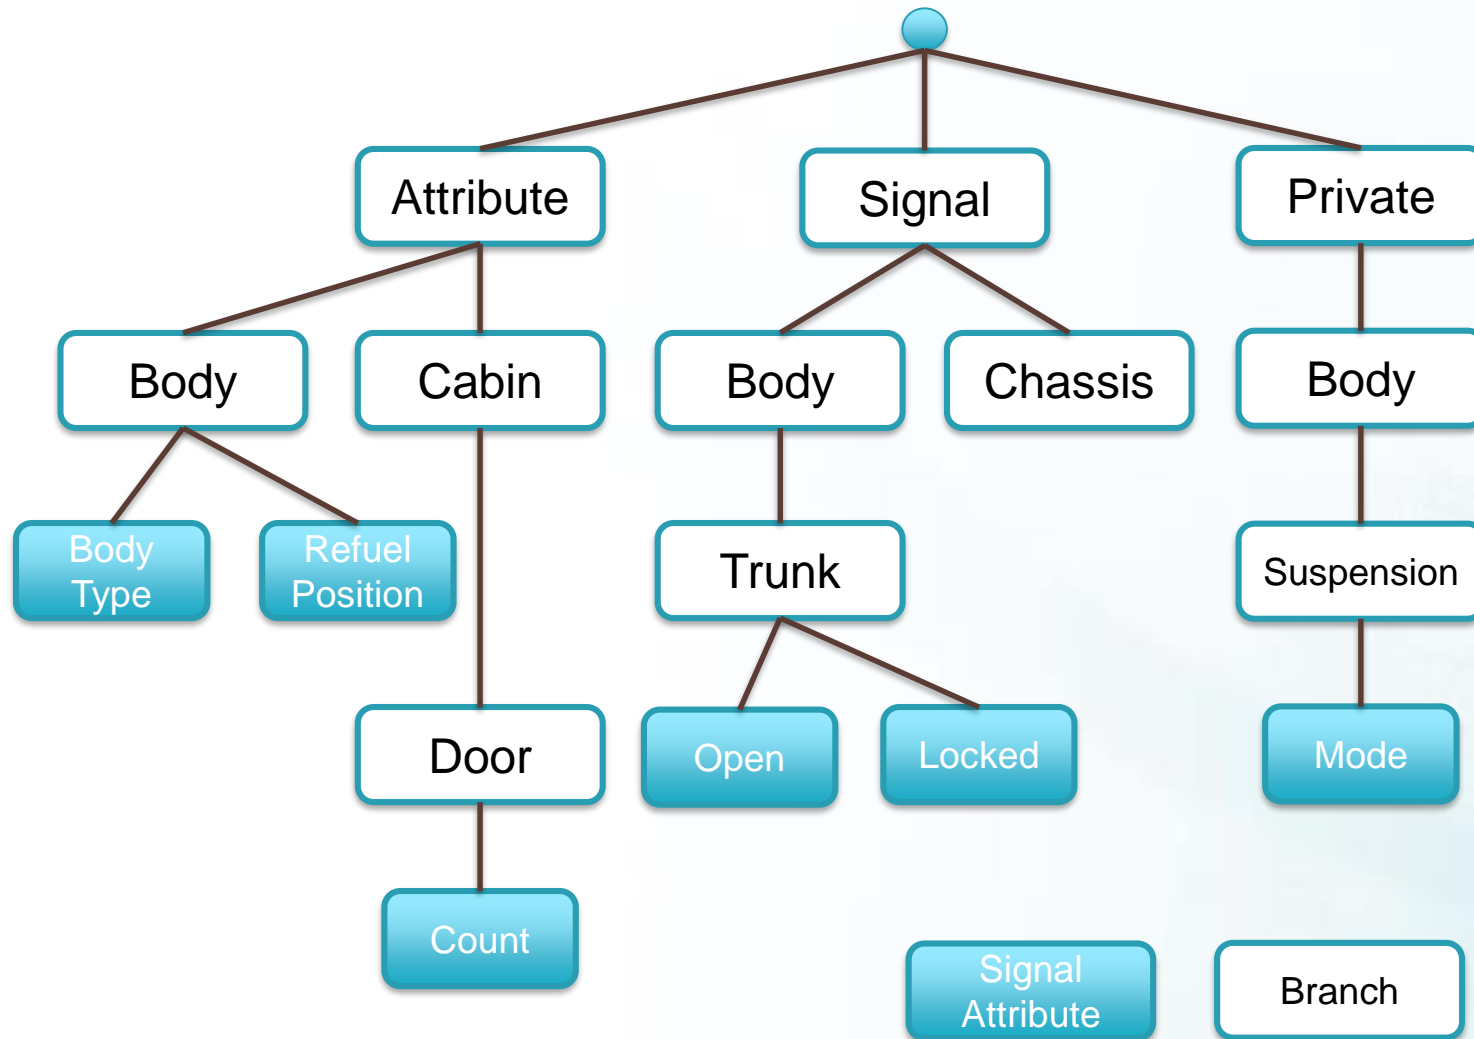 Attribute
Signal
Private
Body
Cabin
Body
Chassis
Body
Body
Type
Refuel
Position
Trunk
Suspension
Door
Open
Locked
Mode
Count
Signal
Attribute
Branch